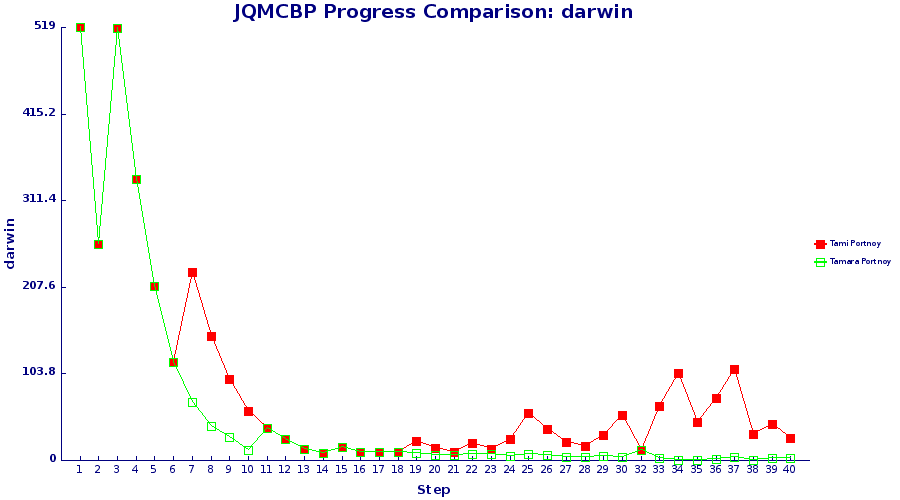 JQMCBP Progress Comparison: darwin
519
415.2
311.4
207.6
103.8
0
darwin
1 2 3 4 5 6 7 8 9 10 11 12 13 14 15 16 17 18 19 20 21 22 23 24 25 26 27 28 29 30 32 33 34 35 36 37 38 39 40
Step
Tami Portnoy
Tamara Portnoy